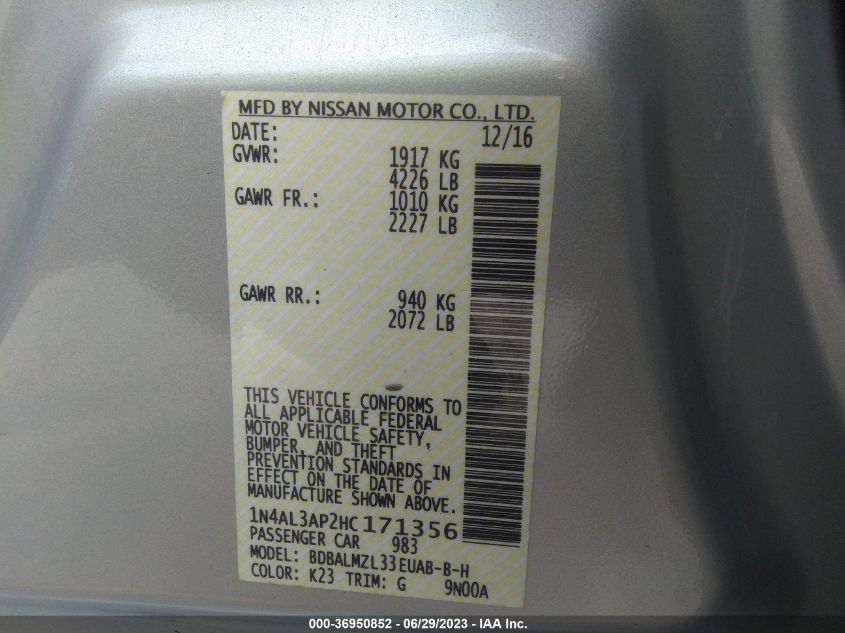 MFD BY NISSAN MOTOR CO., LTD.
DATE: 12/16
GVWR: 1917 KG
4226 LB
GAWR FR.: 1010 KG
2227 LB
GAWR RR.: 940 KG
2072 LB
THIS VEHICLE CONFORMS TO
ALL APPLICABLE FEDERAL
MOTOR VEHICLE SAFETY,
BUMPER, AND THEFT
PREVENTION STANDARDS IN
EFFECT ON THE DATE OF
MANUFACTURE SHOWN ABOVE.
1N4AL3AP2HC171356
PASSENGER CAR 983
MODEL: BDBALMZL33EUAB-B-H
COLOR: K23 TRIM: G 9N00A
000-36950852 - 06/29/2023 - IAA Inc.